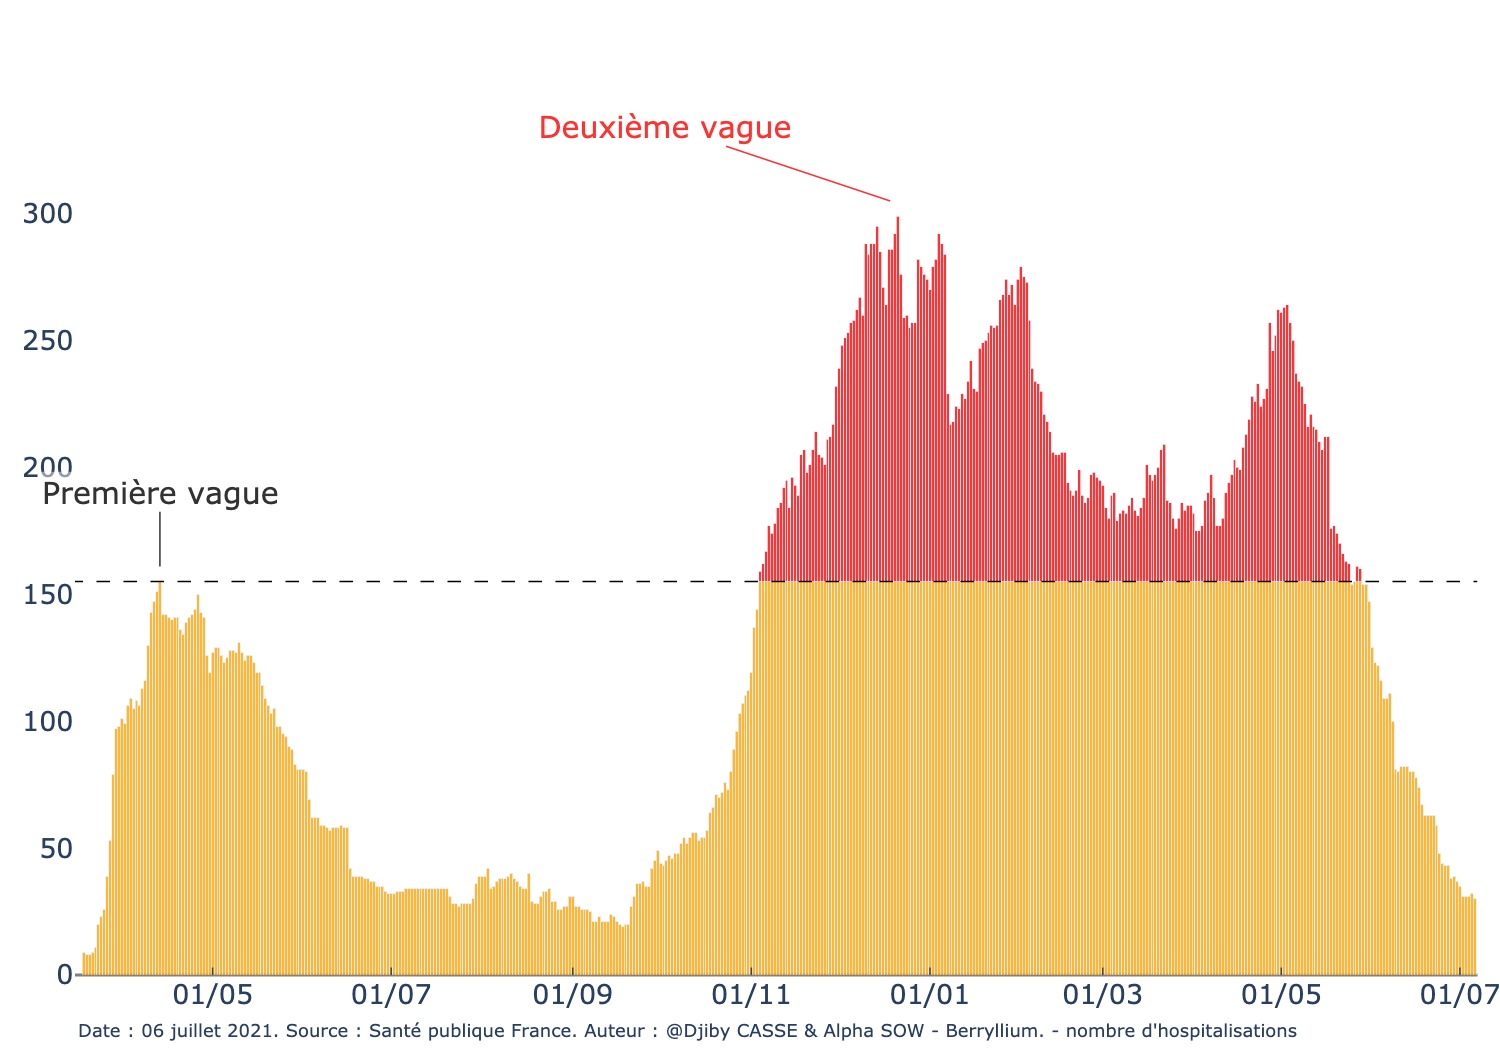 Deuxième vague
300
250
200
Première vague
150
100
50
0
01/05 01/07 01/09 01/11 01/01 01/03 01/05 01/07
Date : 06 juillet 2021. Source : Santé publique France. Auteur : @Djiby CASSE & Alpha SOW - Berryllium. - nombre d'hospitalisations